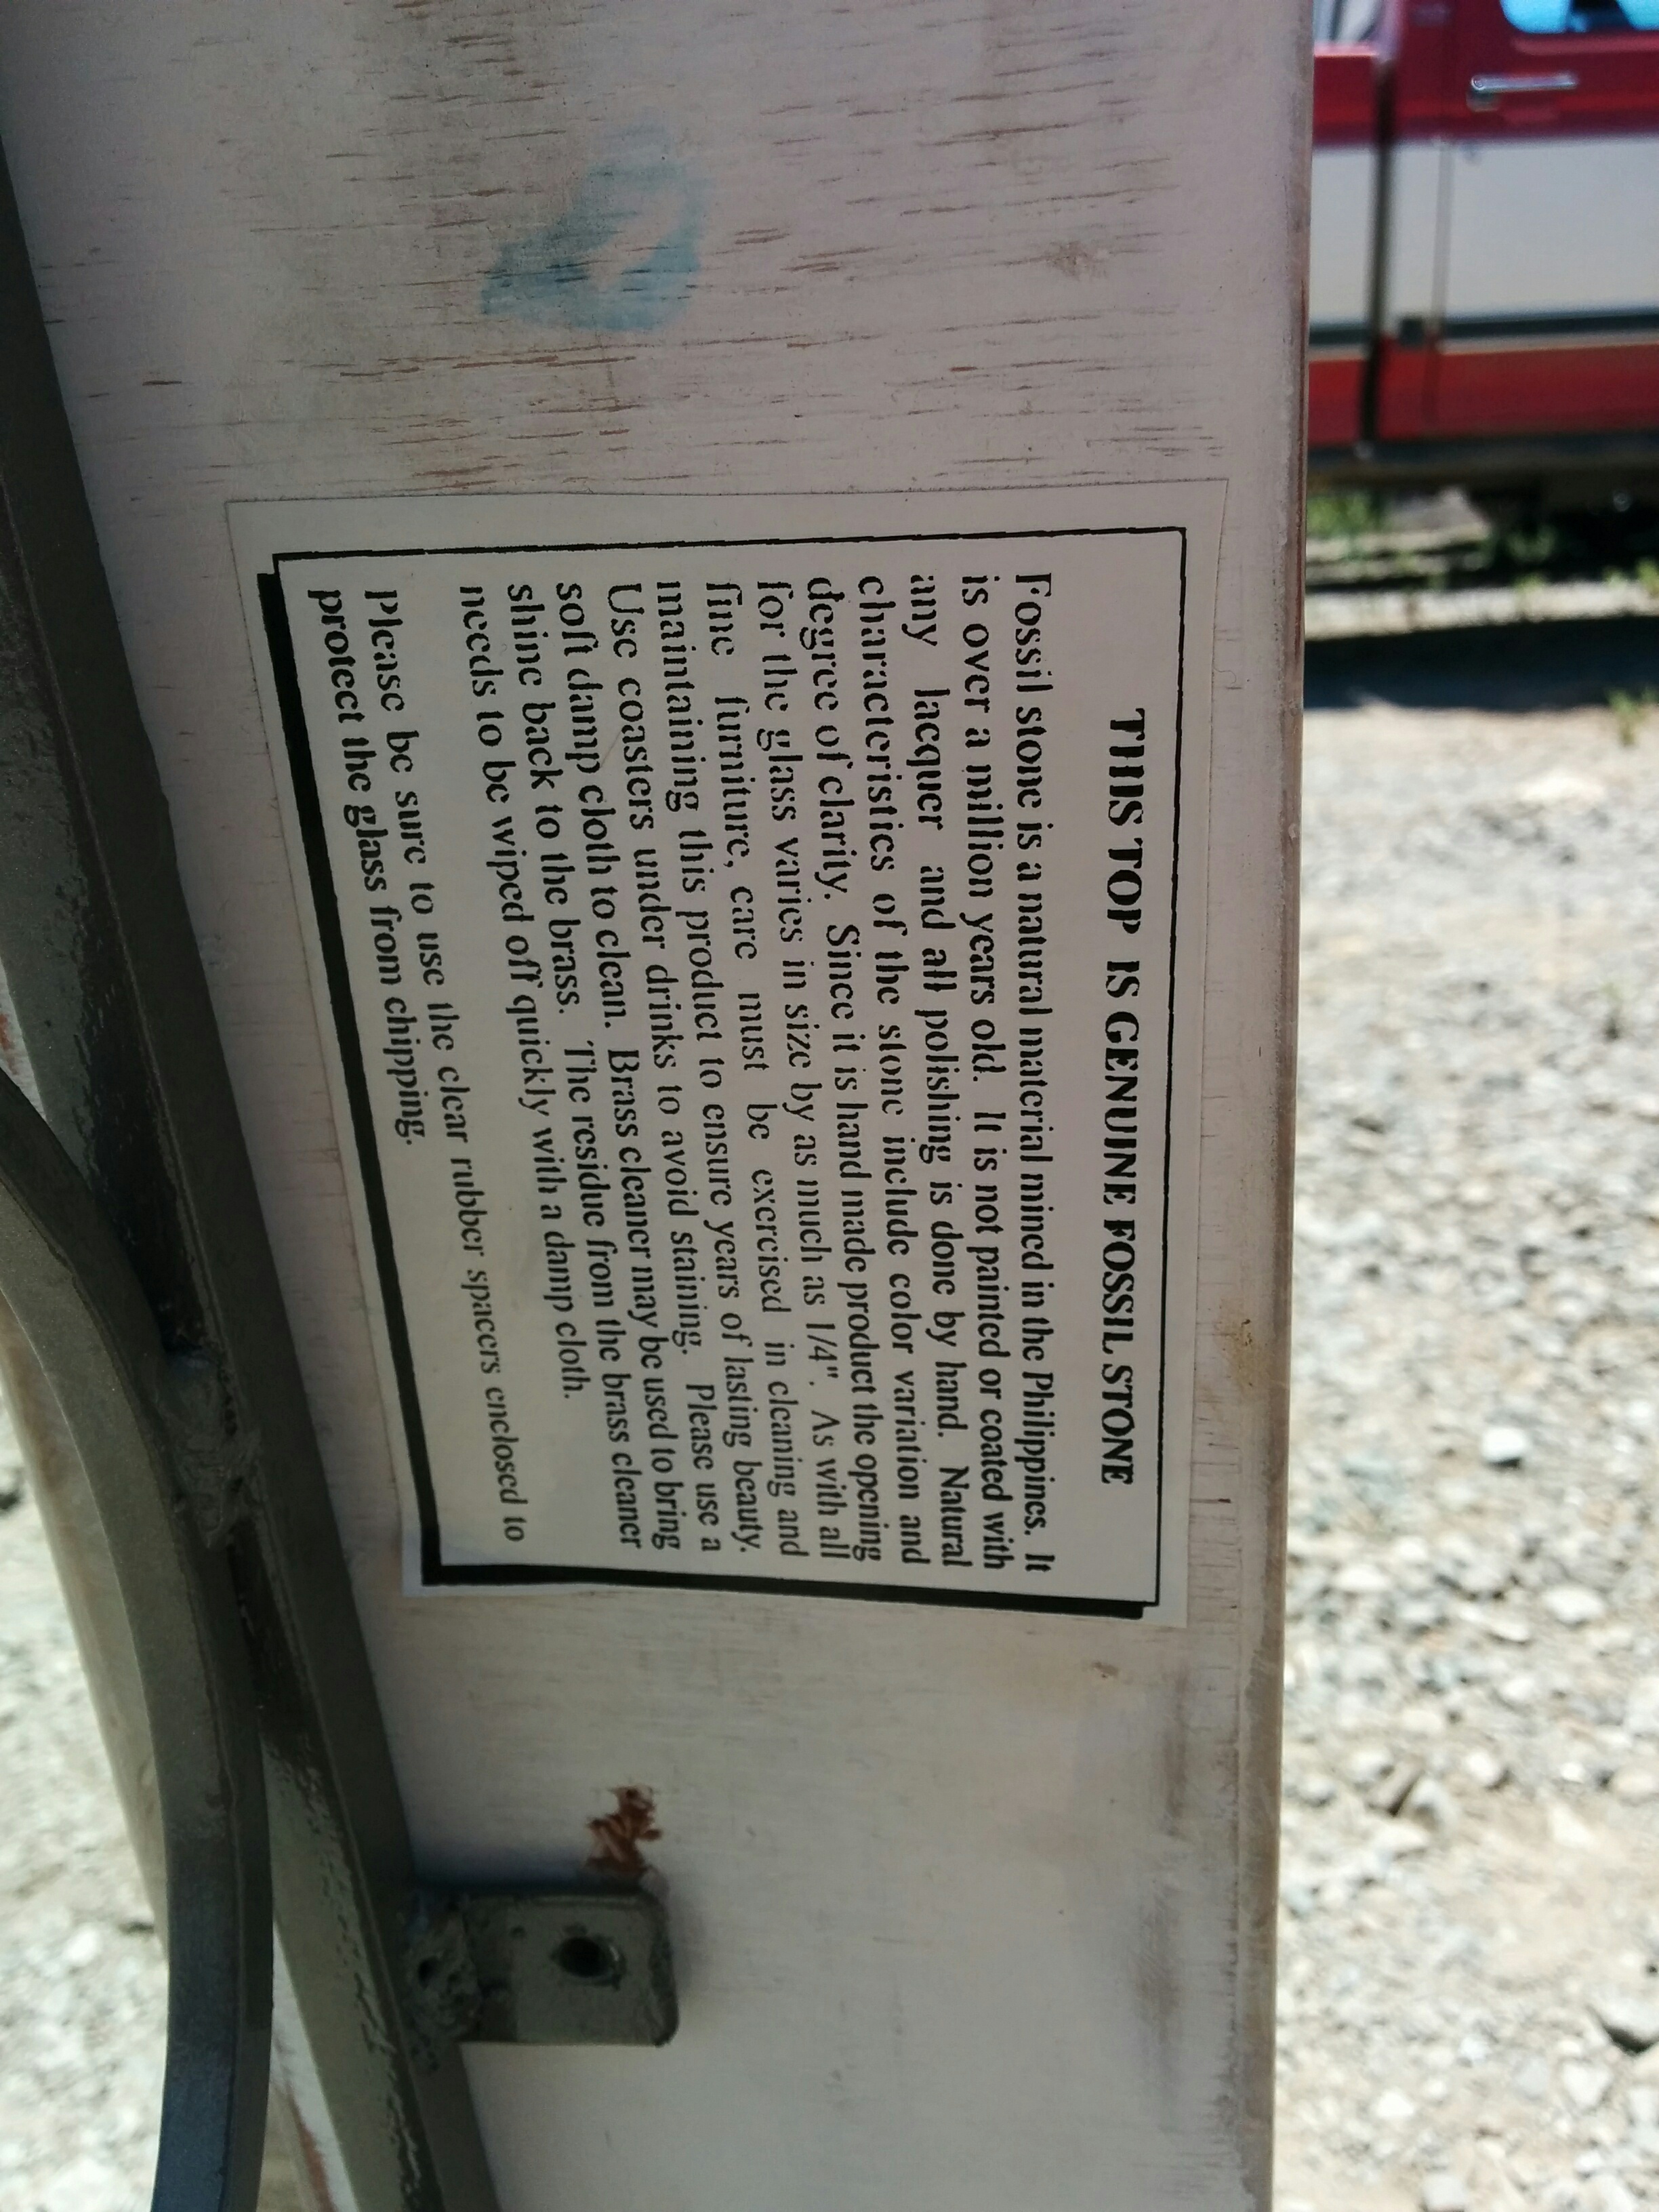 THIS TOP IS GENUINE FOSSIL STONE
Fossil stone is a natural material mined in the Philippines. It
is over a million years old. It is not painted or coated with
any lacquer and all polishing is done by hand. Natural
characteristics of the stone include color variation and
degree of clarity. Since it is hand made product the opening
for the glass varies in size by as much as 1/4". As with all
fine furniture, care must be exercised in cleaning and
maintaining this product to ensure years of lasting beauty.
Use coasters under drinks to avoid staining. Please use a
soft damp cloth to clean. Brass cleaner may be used to bring
shine back to the brass. The residue from the brass cleaner
needs to be wiped off quickly with a damp cloth.
Please be sure to use the clear rubber spacers enclosed to
protect the glass from chipping.